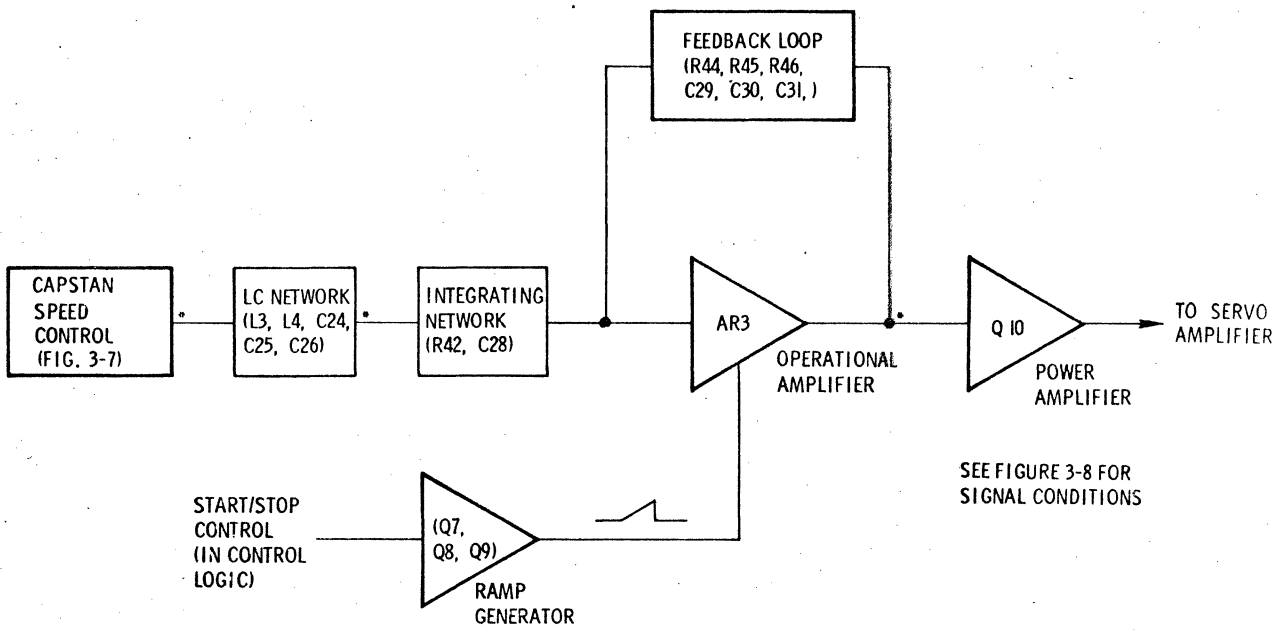 FEEDBACK LOOP
(R44, R45, R46,
C29, C30, C31,)
CAPSTAN
SPEED
CONTROL
(FIG. 3-7)
*
LC NETWORK
(L3, L4, C24,
C25, C26)
*
INTEGRATING
NETWORK
(R42, C28)
AR3
OPERATIONAL
AMPLIFIER
*
Q10
POWER
AMPLIFIER
TO SERVO
AMPLIFIER
SEE FIGURE 3-8 FOR
SIGNAL CONDITIONS
START/STOP
CONTROL
(IN CONTROL
LOGIC)
(Q7,
Q8, Q9)
RAMP
GENERATOR